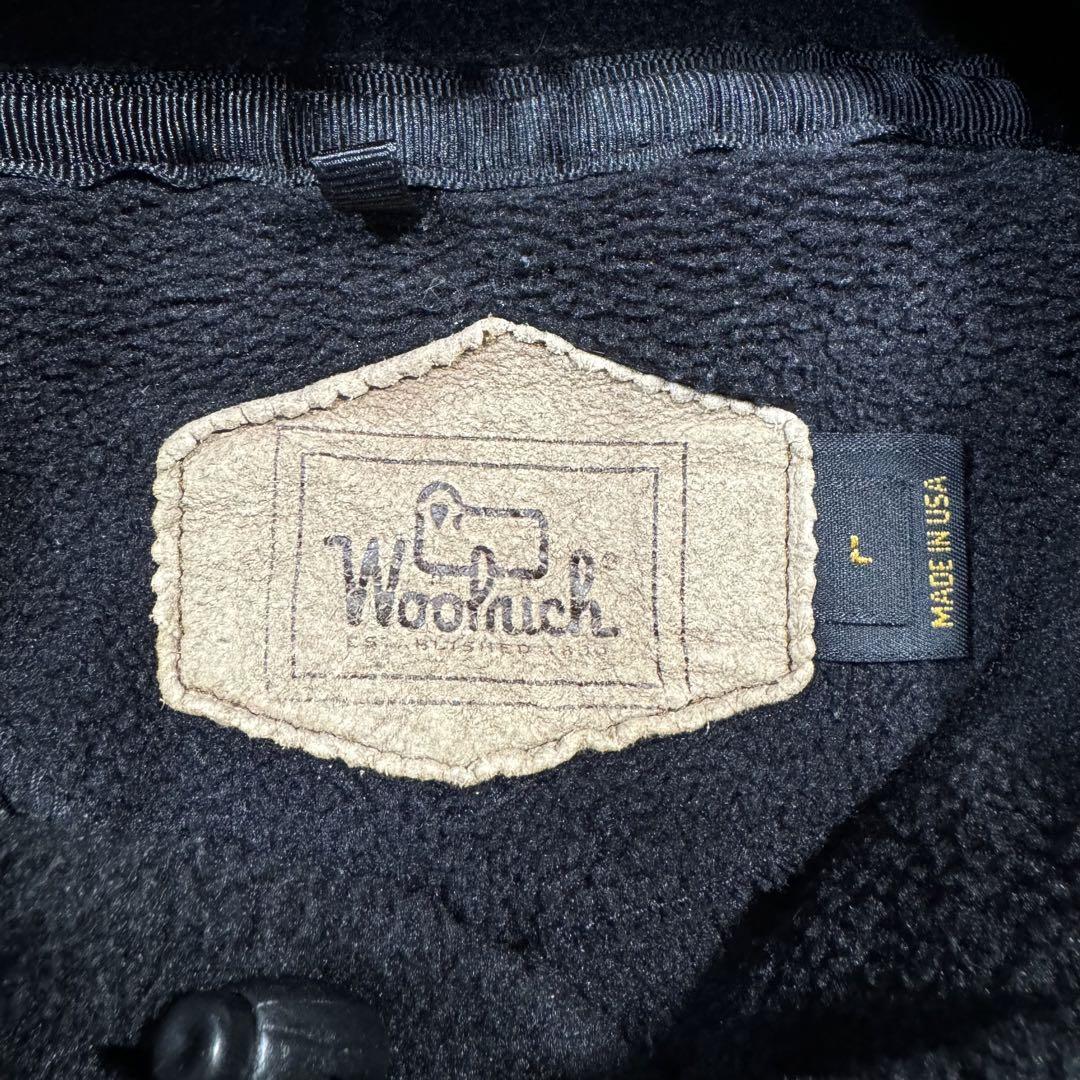 Woolrich®
ESTABLISHED 1830
L
MADE IN USA